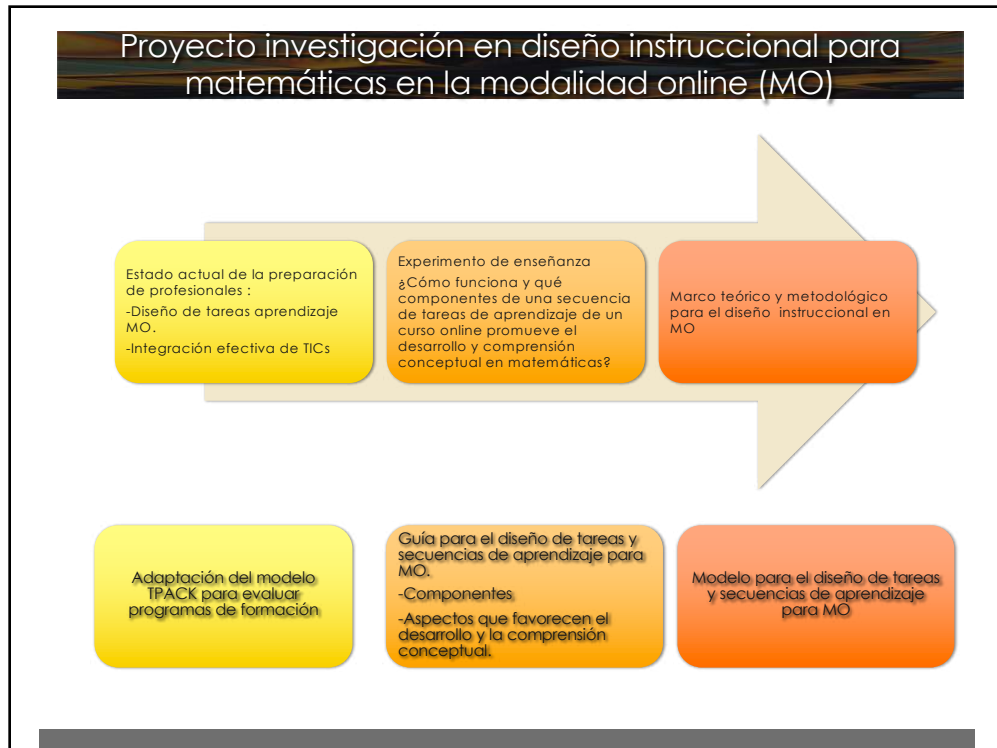 Proyecto investigación en diseño instruccional para
matemáticas en la modalidad online (MO)
Estado actual de la preparación
de profesionales :
-Diseño de tareas aprendizaje
MO.
-Integración efectiva de TICs
Experimento de enseñanza
¿Cómo funciona y qué
componentes de una secuencia
de tareas de aprendizaje de un
curso online promueve el
desarrollo y comprensión
conceptual en matemáticas?
Marco teórico y metodológico
para el diseño instruccional en
MO
Adaptación del modelo
TPACK para evaluar
programas de formación
Guía para el diseño de tareas y
secuencias de aprendizaje para
MO.
-Componentes
-Aspectos que favorecen el
desarrollo y la comprensión
conceptual.
Modelo para el diseño de tareas
y secuencias de aprendizaje
para MO